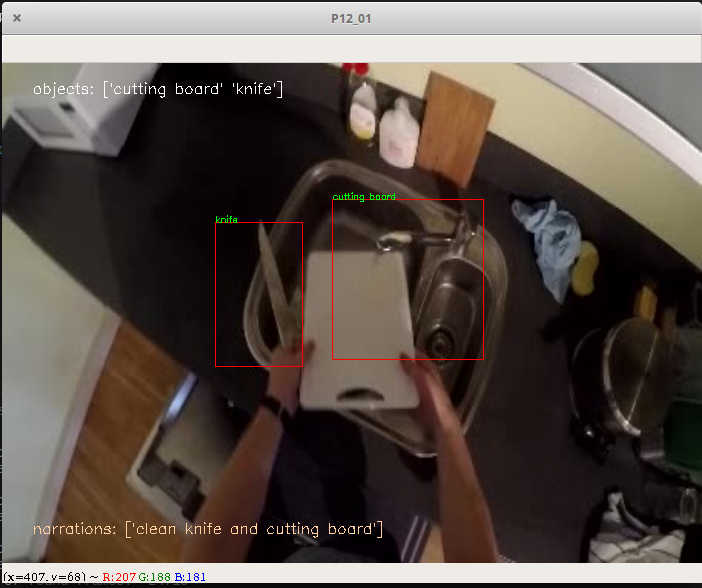 P12_01
objects: ['cutting board' 'knife']
cutting board
knife
narrations: ['clean knife and cutting board']
(x=407, y=68) ~ R:207 G:188 B:181